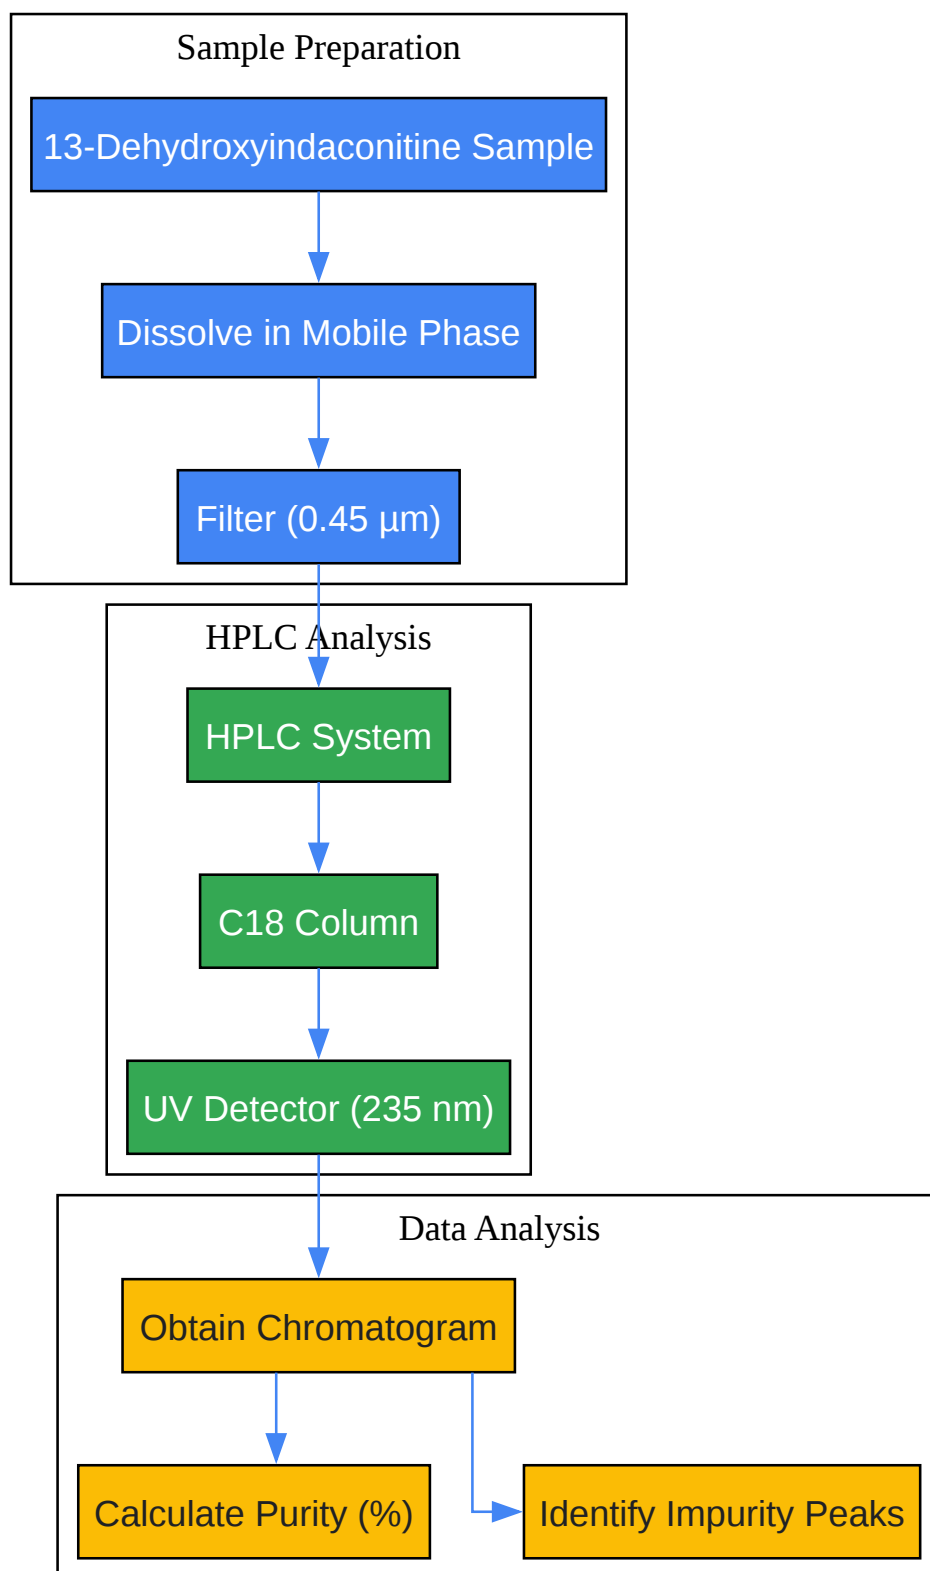 Sample Preparation
13-Dehydroxyindaconitine Sample
Dissolve in Mobile Phase
Filter (0.45 µm)
HPLC Analysis
HPLC System
C18 Column
UV Detector (235 nm)
Data Analysis
Obtain Chromatogram
Calculate Purity (%)
Identify Impurity Peaks